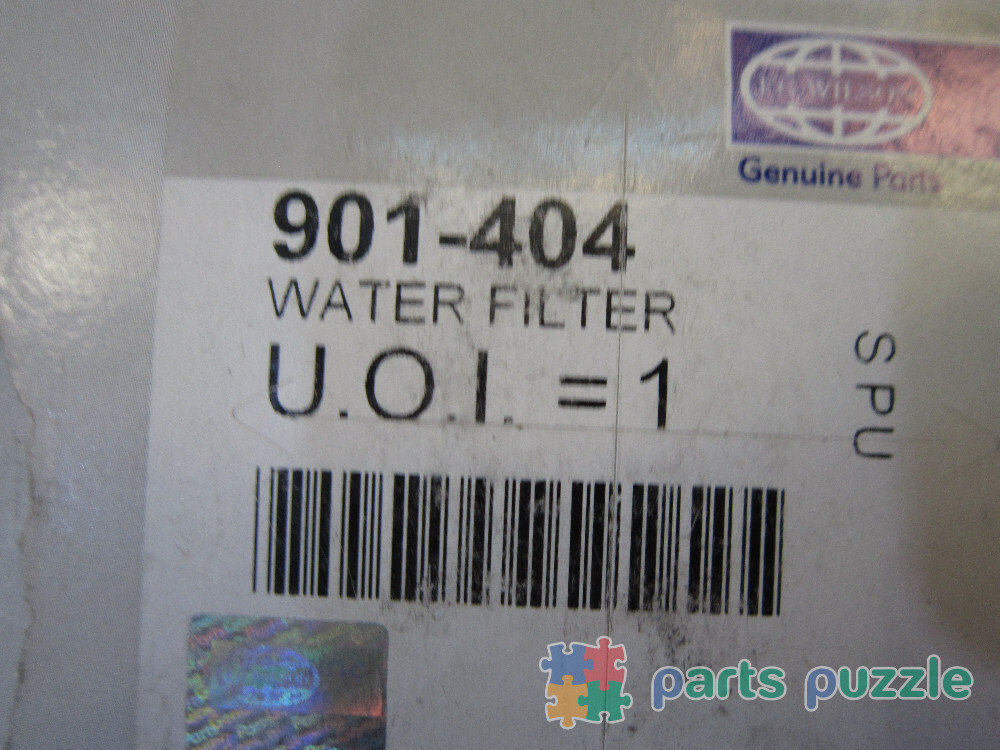 Genuine Parts
901-404
WATER FILTER
U.O.I. = 1
SPU
parts puzzle